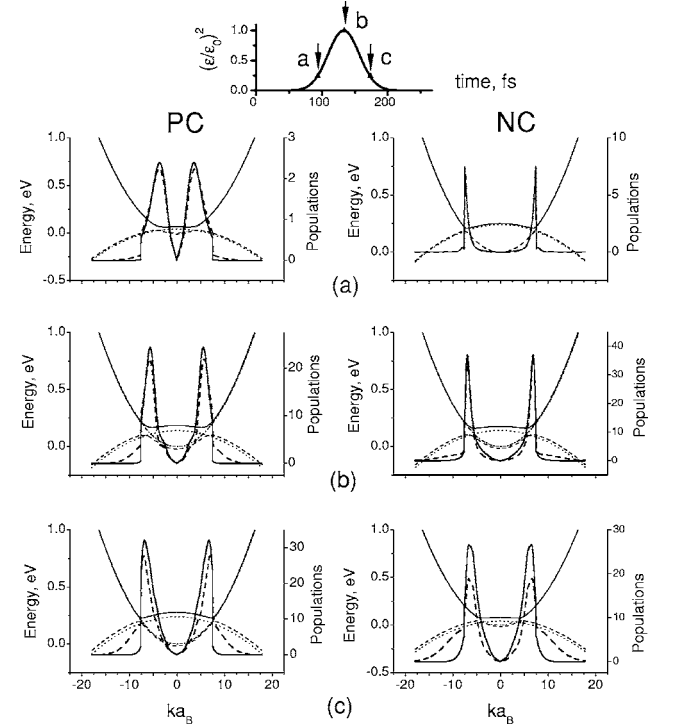 (ε/ε₀)²
1.0
0.5
0.0
a
b
c
0
100
200
time, fs
PC
NC
Energy, eV
1.0
0.5
0.0
-0.5
3
2
1
0
Populations
Energy, eV
1.0
0.5
0.0
10
5
0
Populations
(a)
Energy, eV
1.0
0.5
0.0
20
10
0
Populations
Energy, eV
1.0
0.5
0.0
40
30
20
10
0
Populations
(b)
Energy, eV
1.0
0.5
0.0
30
20
10
0
Populations
Energy, eV
1.0
0.5
0.0
-0.5
30
20
10
0
Populations
-20 -10 0 10 20
-20 -10 0 10 20
ka_B
(c)
ka_B